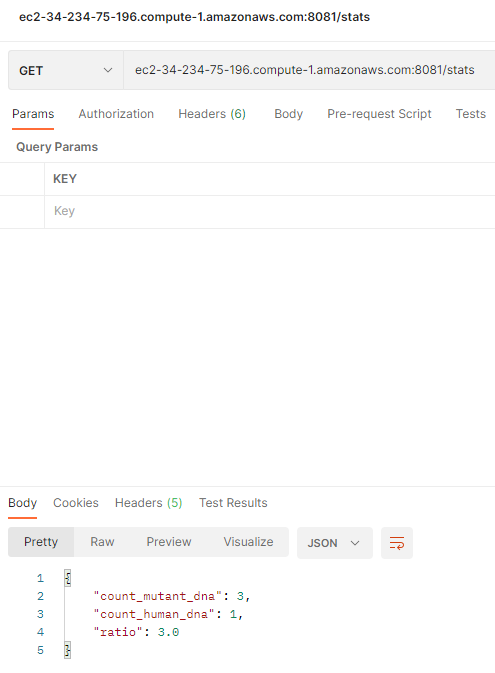 ec2-34-234-75-196.compute-1.amazonaws.com:8081/stats
GET ec2-34-234-75-196.compute-1.amazonaws.com:8081/stats
Params Authorization Headers (6) Body Pre-request Script Tests
Query Params
KEY
Key
Body Cookies Headers (5) Test Results
Pretty Raw Preview Visualize JSON
1 {
2 "count_mutant_dna": 3,
3 "count_human_dna": 1,
4 "ratio": 3.0
5 }